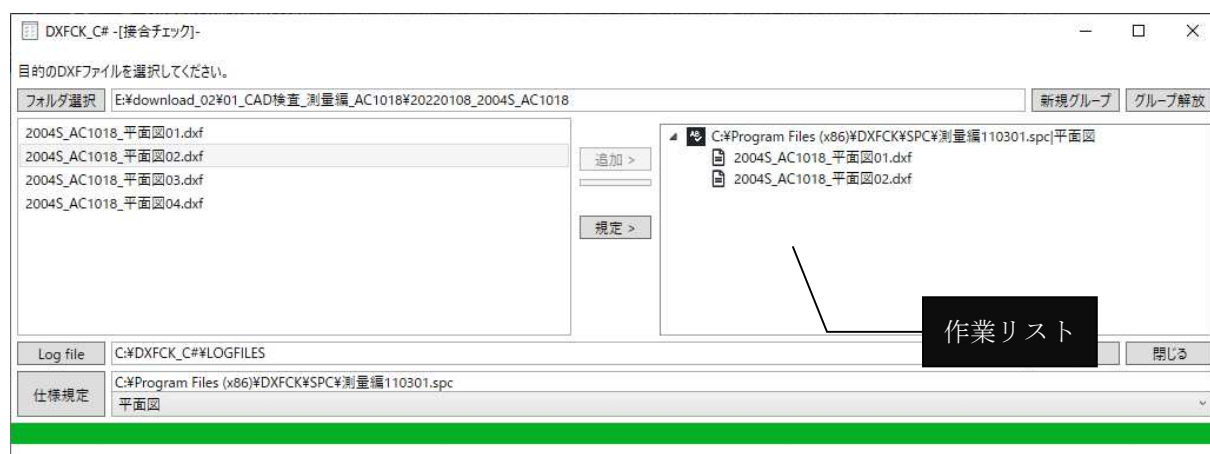 DXFCK_C# -[接合チェック]-
目的のDXFファイルを選択してください。
フォルダ選択 E:¥download_02¥01_CAD検査_測量編_AC1018¥20220108_2004S_AC1018 新規グループ グループ解放
2004S_AC1018_平面図01.dxf
2004S_AC1018_平面図02.dxf
2004S_AC1018_平面図03.dxf
2004S_AC1018_平面図04.dxf
追加 >
規定 >
C:¥Program Files (x86)¥DXFCK¥SPC¥測量編110301.spc|平面図
2004S_AC1018_平面図01.dxf
2004S_AC1018_平面図02.dxf
作業リスト
Log file C:¥DXFCK_C#¥LOGFILES 閉じる
仕様規定 C:¥Program Files (x86)¥DXFCK¥SPC¥測量編110301.spc
平面図